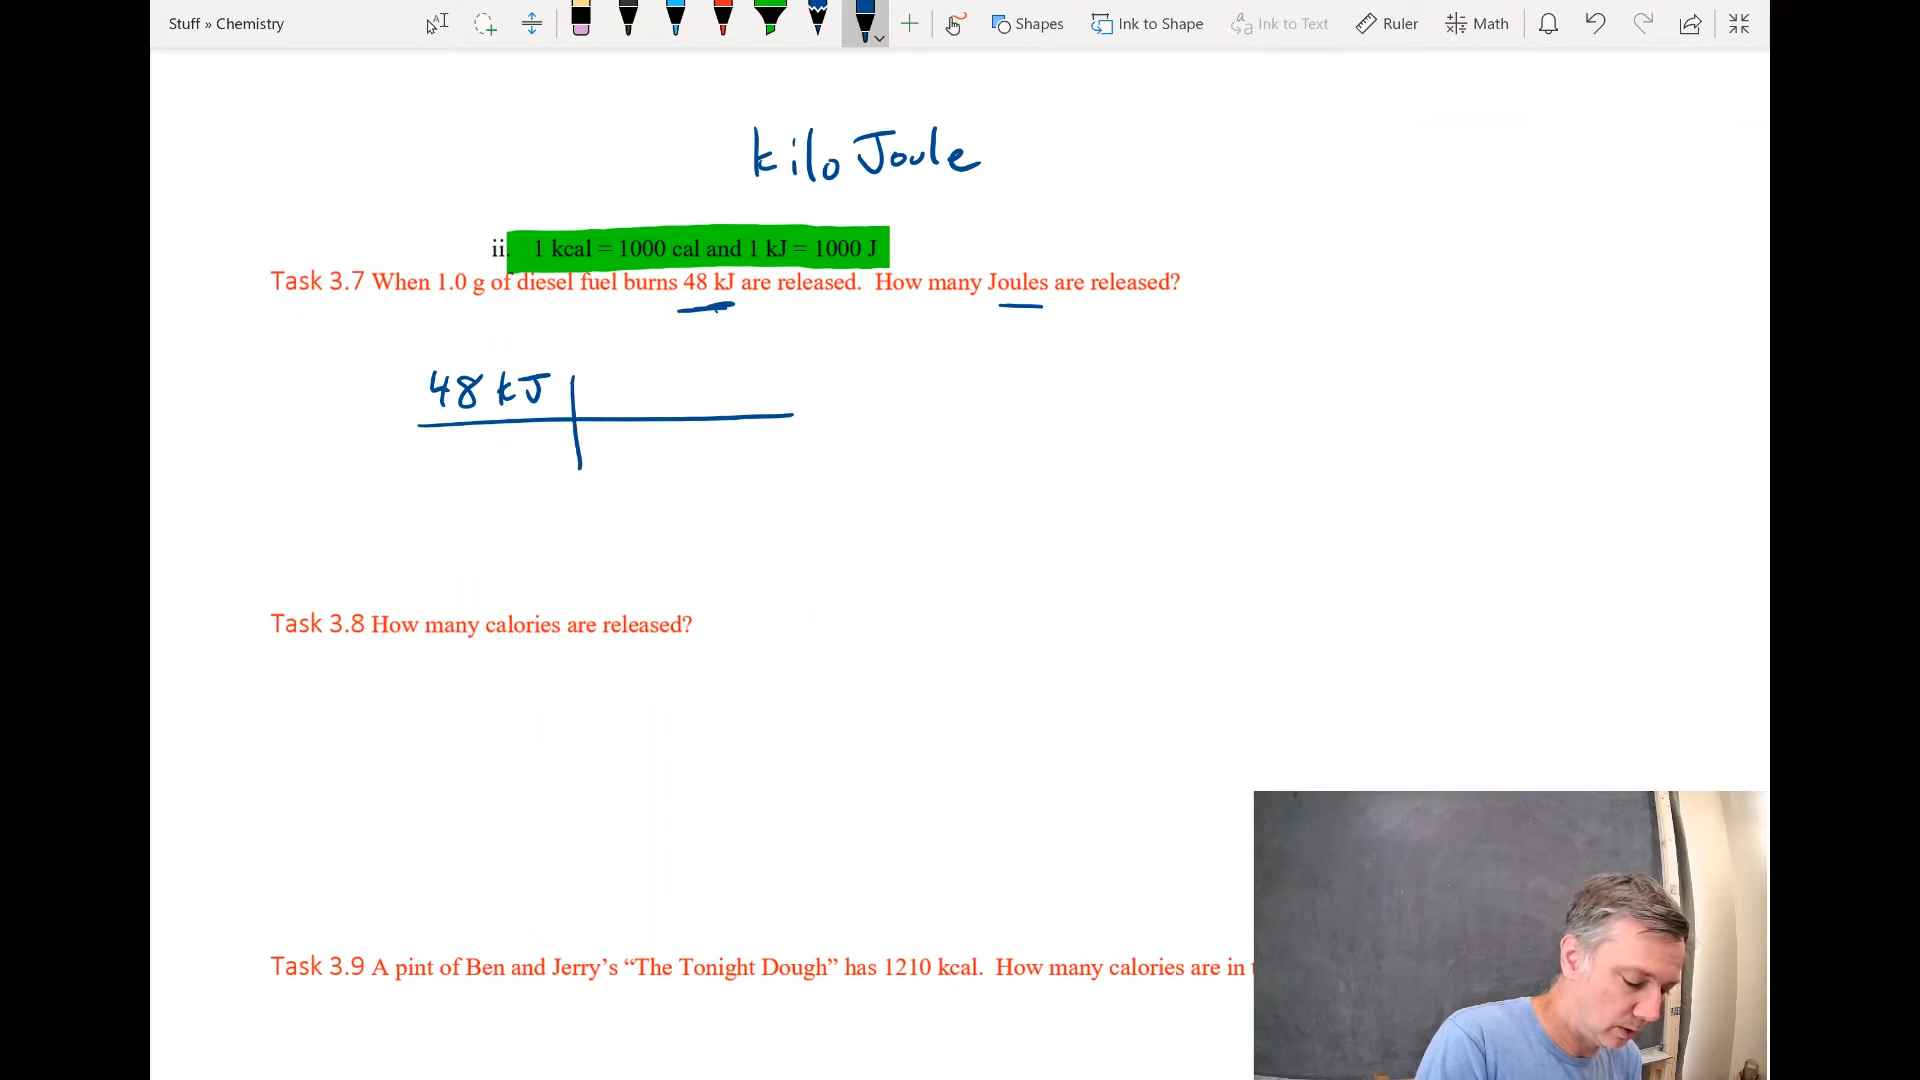 Stuff » Chemistry
Shapes
Ink to Shape
Ink to Text
Ruler
Math
kilo Joule
ii. 1 kcal = 1000 cal and 1 kJ = 1000 J
Task 3.7 When 1.0 g of diesel fuel burns 48 kJ are released. How many Joules are released?
48 kJ
Task 3.8 How many calories are released?
Task 3.9 A pint of Ben and Jerry’s “The Tonight Dough” has 1210 kcal. How many calories are in